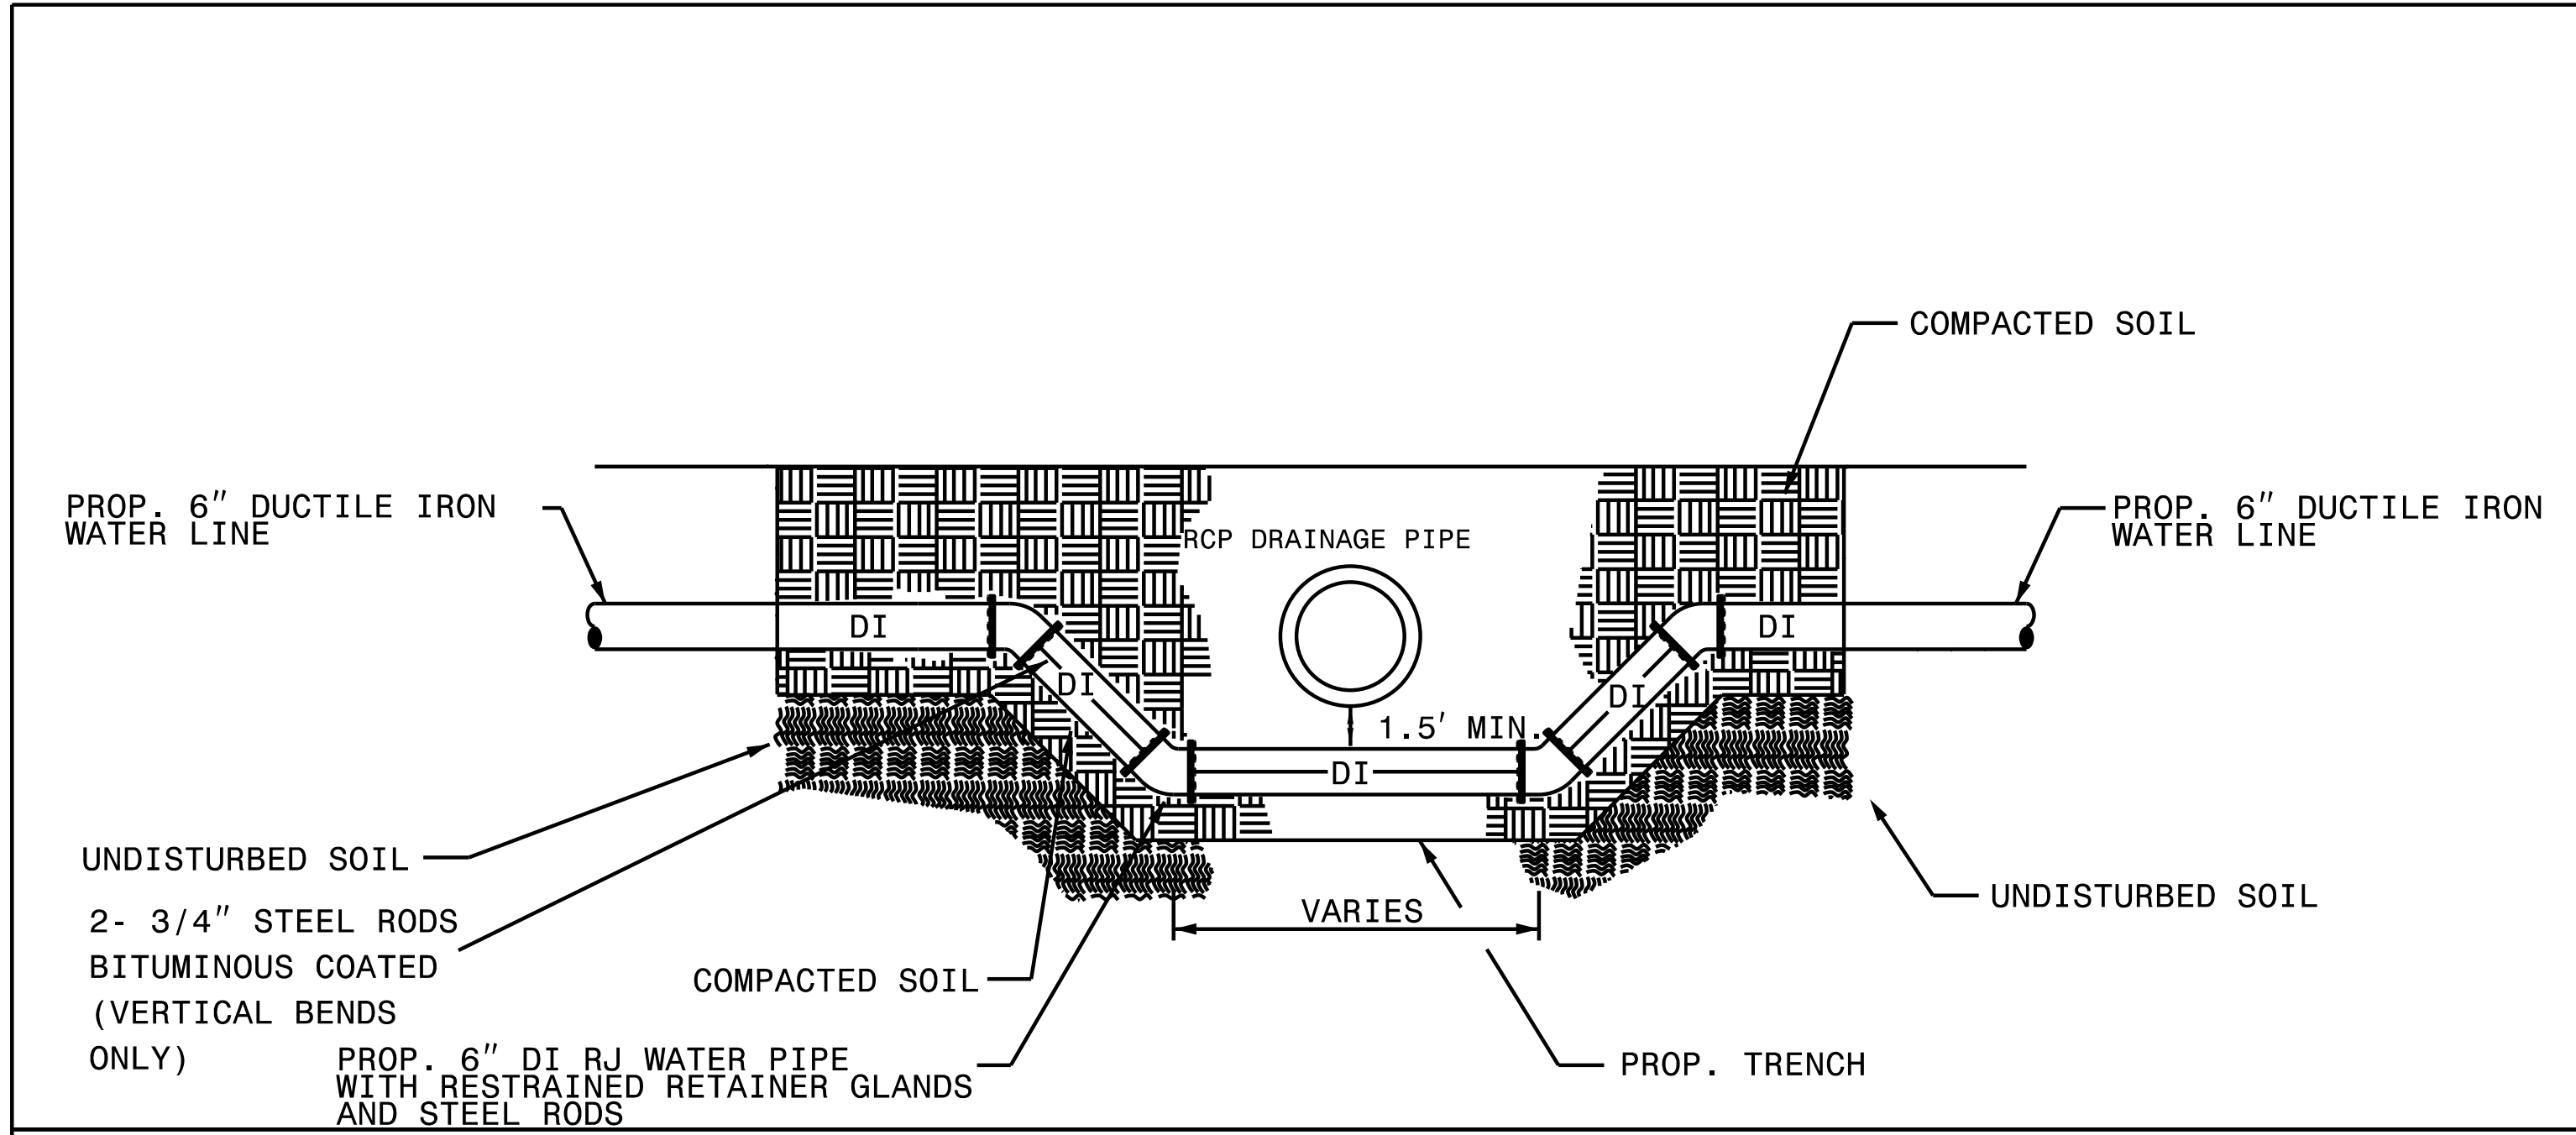 COMPACTED SOIL
PROP. 6" DUCTILE IRON
WATER LINE
PROP. 6" DUCTILE IRON
WATER LINE
RCP DRAINAGE PIPE
DI
DI
DI
DI
1.5' MIN.
DI
UNDISTURBED SOIL
UNDISTURBED SOIL
VARIES
2- 3/4" STEEL RODS
BITUMINOUS COATED
(VERTICAL BENDS
ONLY)
COMPACTED SOIL
PROP. 6" DI RJ WATER PIPE
WITH RESTRAINED RETAINER GLANDS
AND STEEL RODS
PROP. TRENCH